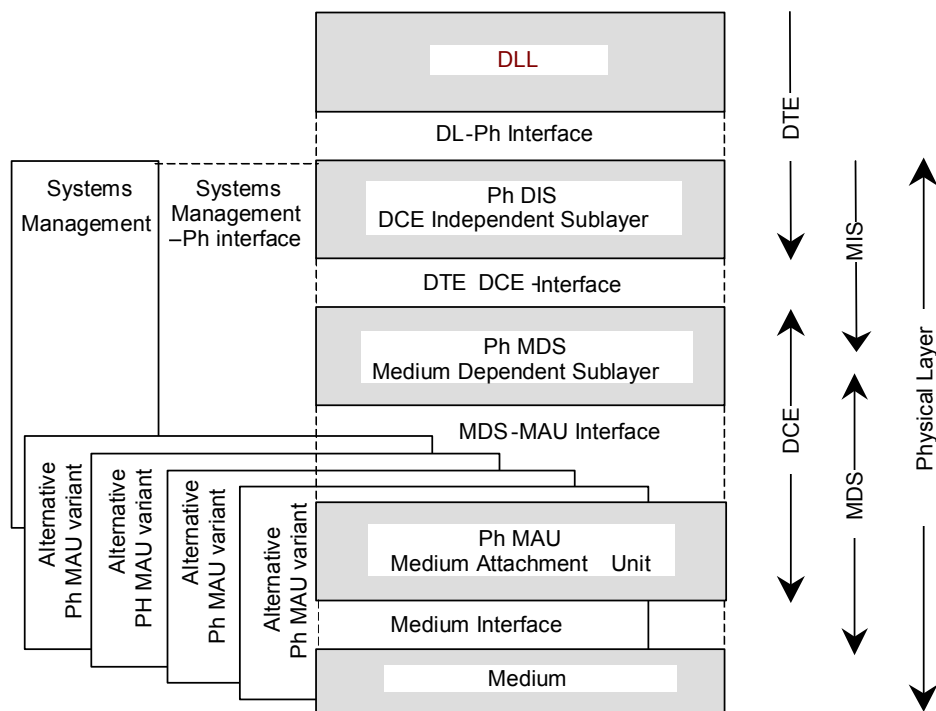 DLL
DL-Ph Interface
Systems
Management
Systems
Management
–Ph interface
Ph DIS
DCE Independent Sublayer
DTE DCE -Interface
Ph MDS
Medium Dependent Sublayer
MDS-MAU Interface
Alternative
Ph MAU variant
Alternative
PH MAU variant
Alternative
Ph MAU variant
Alternative
Ph MAU variant
Ph MAU
Medium Attachment Unit
Medium Interface
Medium
DTE
DCE
MIS
MDS
Physical Layer